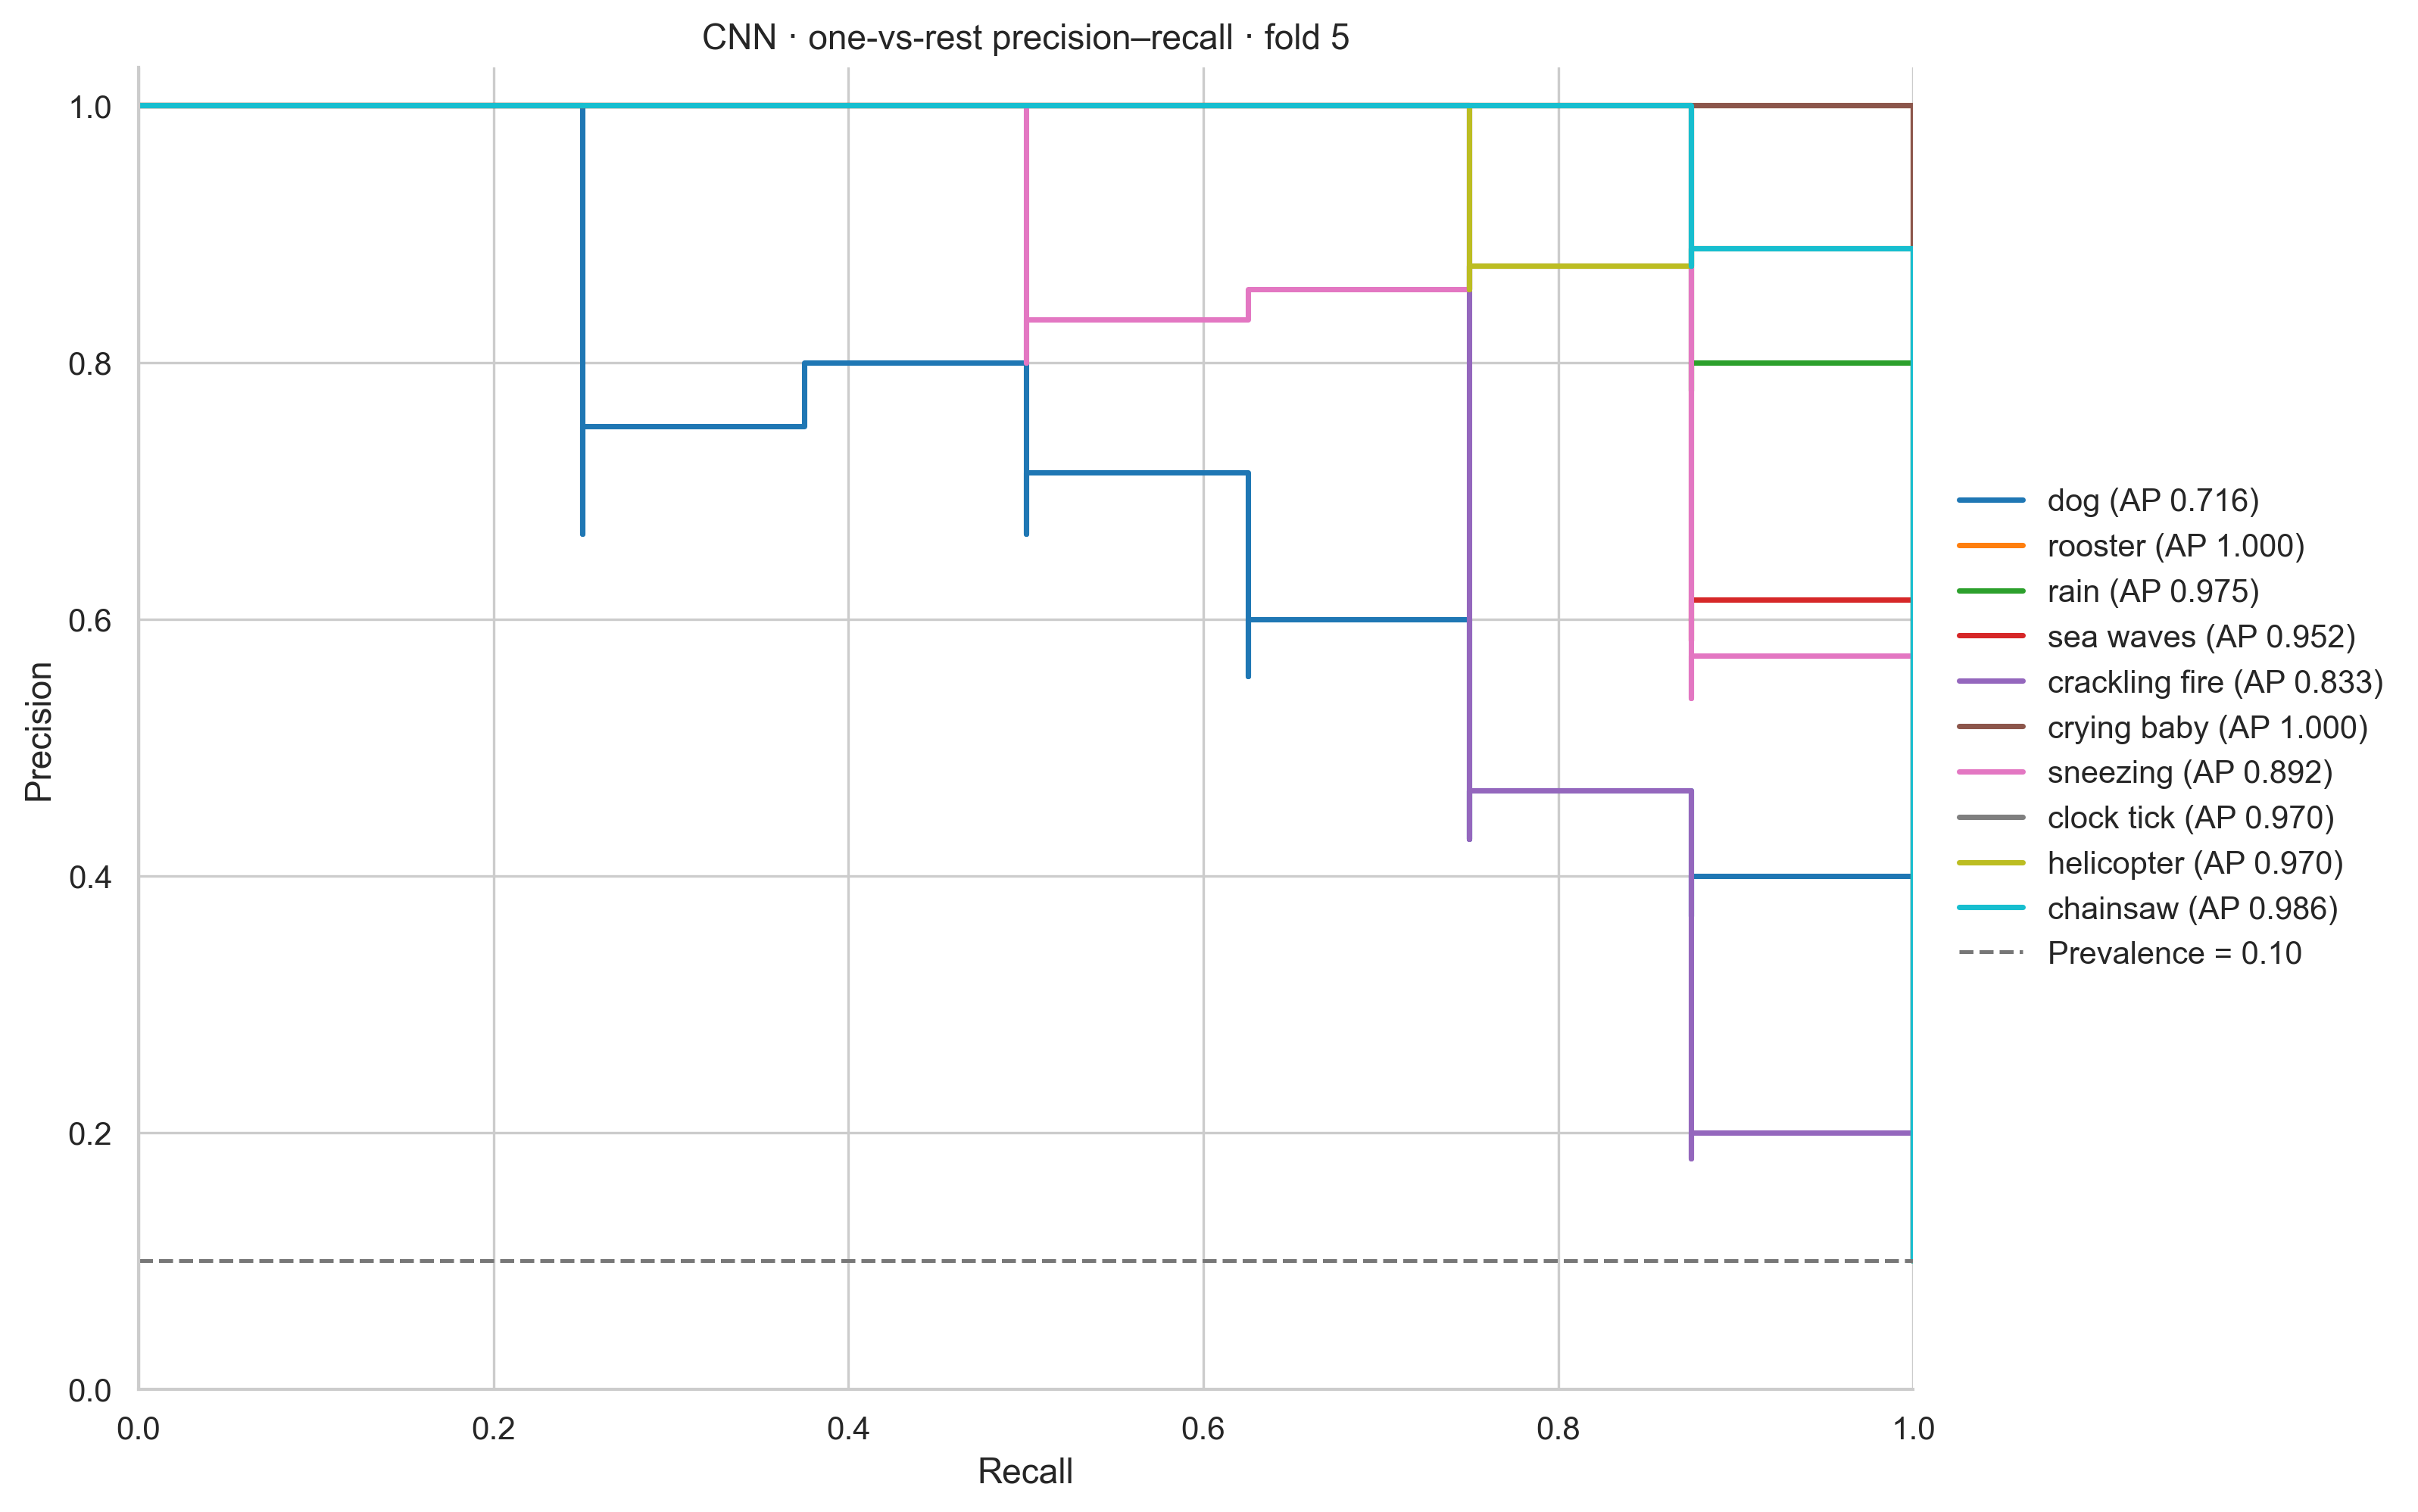 CNN · one-vs-rest precision–recall · fold 5
1.0
0.8
0.6
0.4
0.2
0.0
Precision
0.0 0.2 0.4 0.6 0.8 1.0
Recall
dog (AP 0.716)
rooster (AP 1.000)
rain (AP 0.975)
sea waves (AP 0.952)
crackling fire (AP 0.833)
crying baby (AP 1.000)
sneezing (AP 0.892)
clock tick (AP 0.970)
helicopter (AP 0.970)
chainsaw (AP 0.986)
Prevalence = 0.10